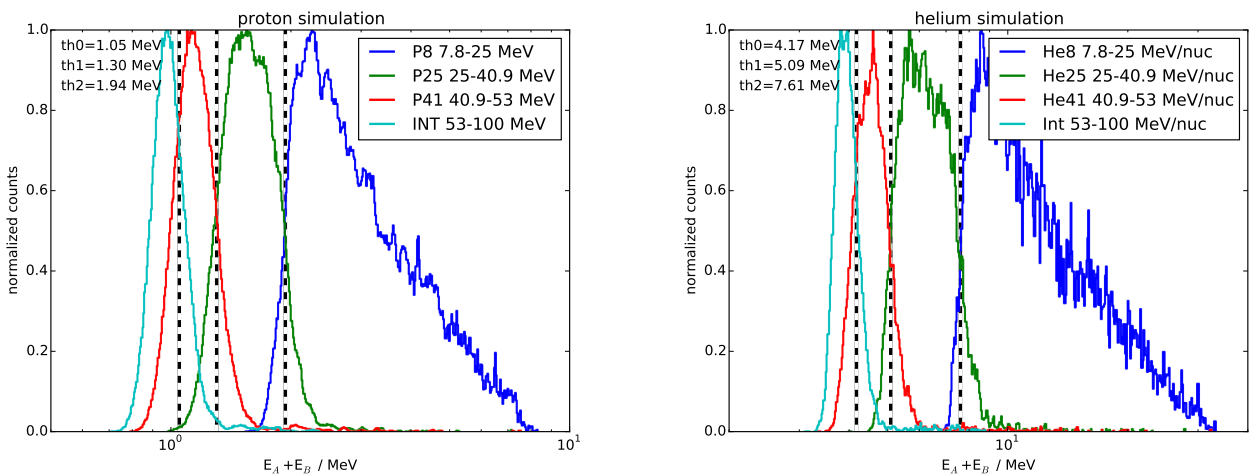 proton simulation
th0=1.05 MeV
th1=1.30 MeV
th2=1.94 MeV
P8 7.8-25 MeV
P25 25-40.9 MeV
P41 40.9-53 MeV
INT 53-100 MeV
normalized counts
1.0
0.8
0.6
0.4
0.2
0.0
10⁰
10¹
E_A+E_B / MeV
helium simulation
th0=4.17 MeV
th1=5.09 MeV
th2=7.61 MeV
He8 7.8-25 MeV/nuc
He25 25-40.9 MeV/nuc
He41 40.9-53 MeV/nuc
Int 53-100 MeV/nuc
normalized counts
1.0
0.8
0.6
0.4
0.2
0.0
10¹
E_A+E_B / MeV